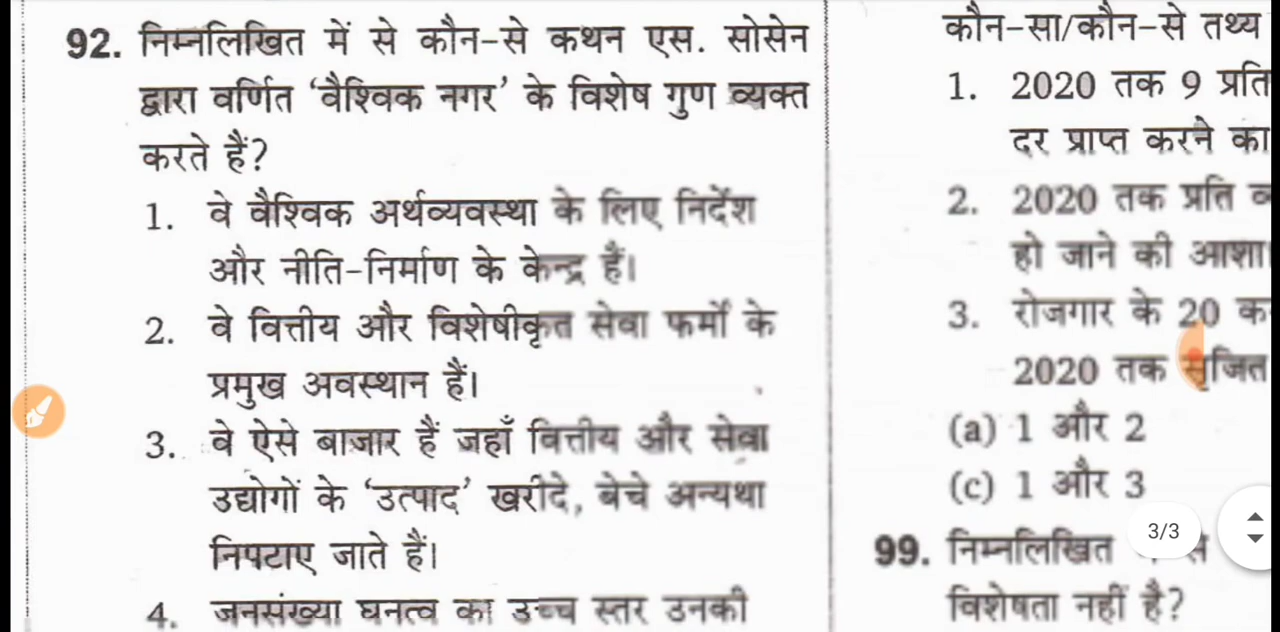 92. निम्नलिखित में से कौन-से कथन एस. सोसेन
द्वारा वर्णित 'वैश्विक नगर' के विशेष गुण व्यक्त
करते हैं?
1. वे वैश्विक अर्थव्यवस्था के लिए निर्देश
और नीति-निर्माण के केन्द्र हैं।
2. वे वित्तीय और विशेषीकृत सेवा फर्मों के
प्रमुख अवस्थान हैं।
3. वे ऐसे बाजार हैं जहाँ वित्तीय और सेवा
उद्योगों के 'उत्पाद' खरीदे, बेचे अन्यथा
निपटाए जाते हैं।
4. जनसंख्या घनत्व का उच्च स्तर उनकी
कौन-सा/कौन-से तथ्य
1. 2020 तक 9 प्रति
दर प्राप्त करने का
2. 2020 तक प्रति
हो जाने की आशा
3. रोजगार के 20
2020 तक सृजित
(a) 1 और 2
(c) 1 और 3
99. निम्नलिखित से
विशेषता नहीं है?
3/3